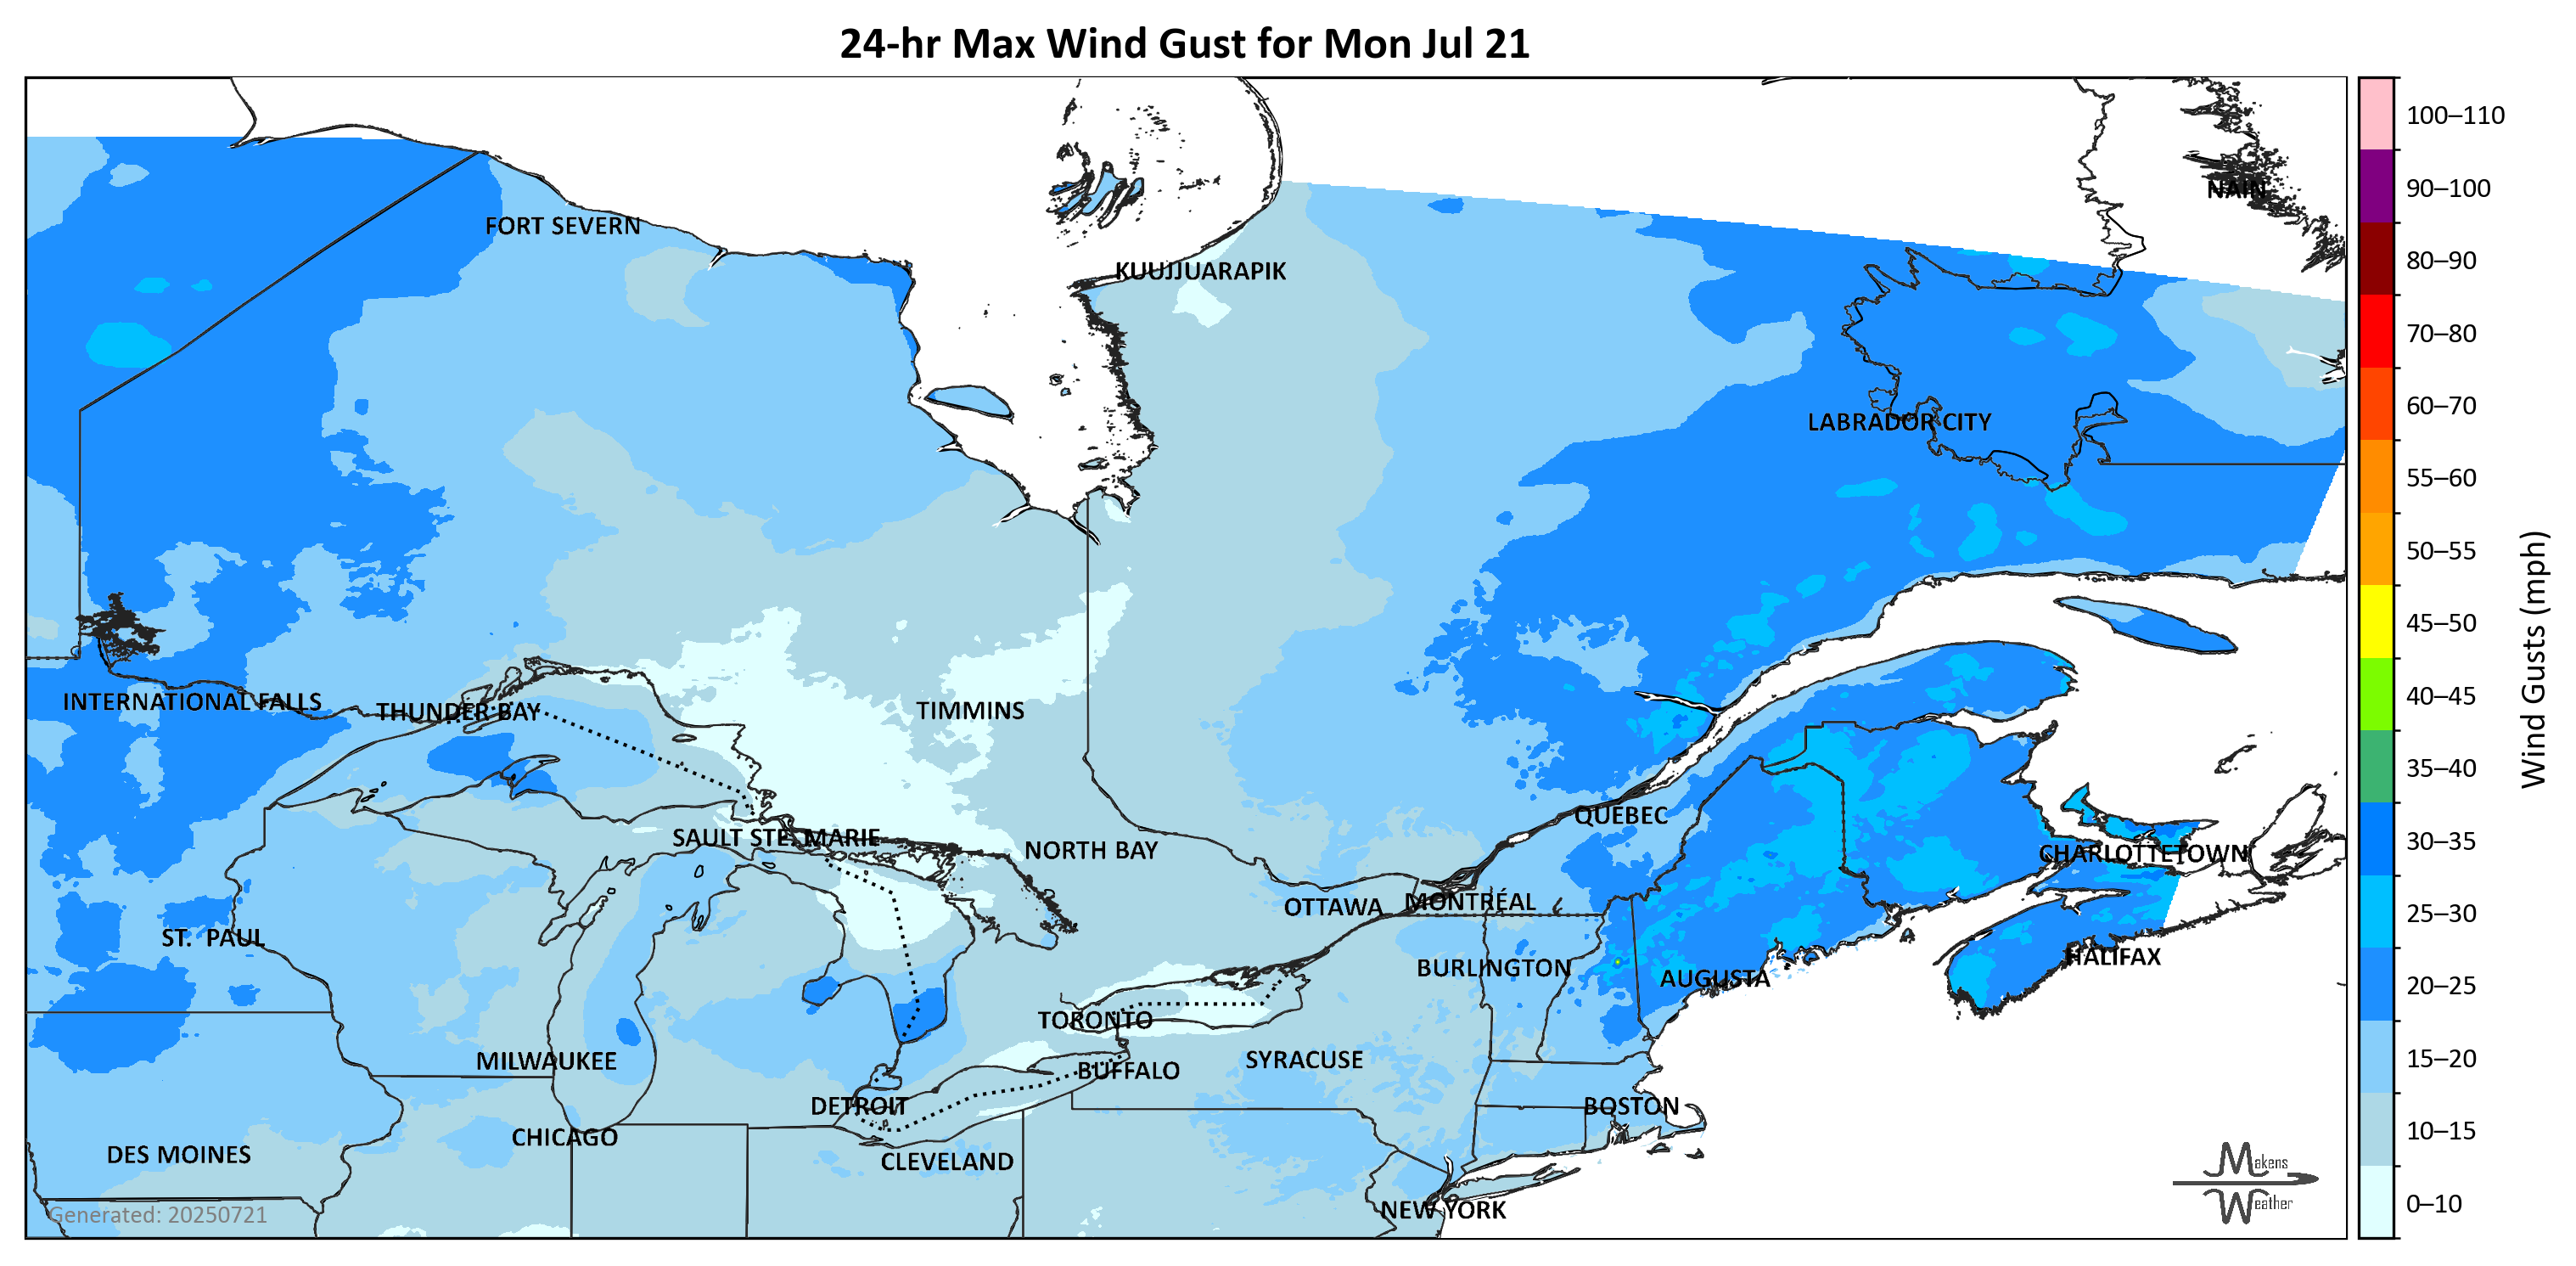 24-hr Max Wind Gust for Mon Jul 21
100–110
90–100
80–90
70–80
60–70
55–60
50–55
45–50
40–45
35–40
30–35
25–30
20–25
15–20
10–15
0–10
Wind Gusts (mph)
NAIN
FORT SEVERN
KUUJJUARAPIK
LABRADOR CITY
INTERNATIONAL FALLS
THUNDER BAY
TIMMINS
QUÉBEC
SAULT STE. MARIE
NORTH BAY
CHARLOTTETOWN
OTTAWA
MONTRÉAL
ST. PAUL
HALIFAX
BURLINGTON
AUGUSTA
TORONTO
MILWAUKEE
BUFFALO
SYRACUSE
DETROIT
BOSTON
CHICAGO
DES MOINES
CLEVELAND
NEW YORK
Generated: 20250721
Makens
Weather